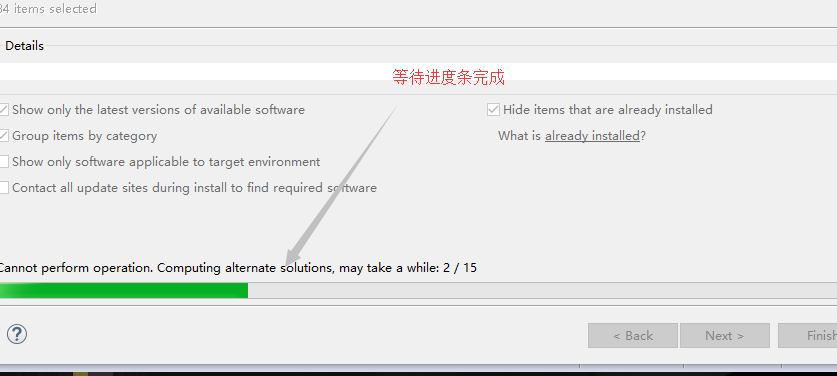 34 items selected
Details
等待进度条完成
Show only the latest versions of available software
Hide items that are already installed
Group items by category
What is already installed?
Show only software applicable to target environment
Contact all update sites during install to find required software
Cannot perform operation. Computing alternate solutions, may take a while: 2 / 15
?
< Back
Next >
Finish